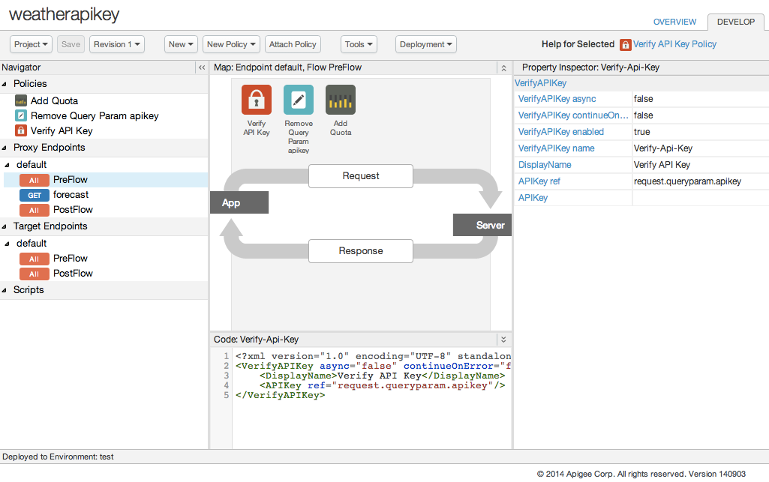 weatherapikey
OVERVIEW
DEVELOP
Project
Save
Revision 1
New
New Policy
Attach Policy
Tools
Deployment
Help for Selected
Verify API Key Policy
Navigator
Policies
Add Quota
Remove Query Param apikey
Verify API Key
Proxy Endpoints
default
All PreFlow
GET forecast
All PostFlow
Target Endpoints
default
All PreFlow
All PostFlow
Scripts
Map: Endpoint default, Flow PreFlow
Verify
API Key
Remove
Query
Param
apikey
Add
Quota
Request
App
Server
Response
Code: Verify-Api-Key
1 <?xml version="1.0" encoding="UTF-8" standalon
2 <VerifyAPIKey async="false" continueOnError="f
3 <DisplayName>Verify API Key</DisplayName>
4 <APIKey ref="request.queryparam.apikey"/>
5 </VerifyAPIKey>
Property Inspector: Verify-Api-Key
VerifyAPIKey
VerifyAPIKey async false
VerifyAPIKey continueOn... false
VerifyAPIKey enabled true
VerifyAPIKey name Verify-Api-Key
DisplayName Verify API Key
APIKey ref request.queryparam.apikey
APIKey
Deployed to Environment: test
© 2014 Apigee Corp. All rights reserved. Version 140903